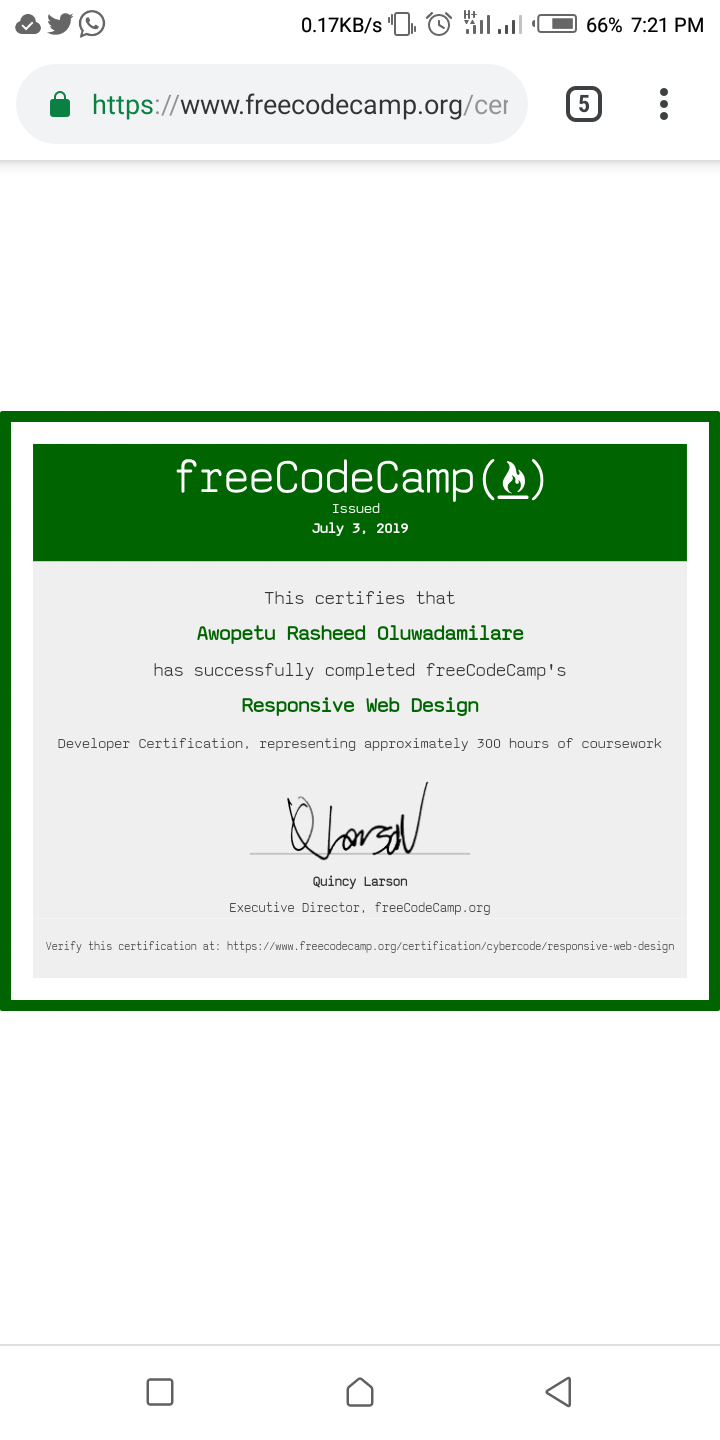 0.17KB/s H+ 66% 7:21 PM
https://www.freecodecamp.org/cer
5
freeCodeCamp(🔥)
Issued
July 3, 2019
This certifies that
Awopetu Rasheed Oluwadamilare
has successfully completed freeCodeCamp's
Responsive Web Design
Developer Certification, representing approximately 300 hours of coursework
QLarson
Quincy Larson
Executive Director, freeCodeCamp.org
Verify this certification at: https://www.freecodecamp.org/certification/cybercode/responsive-web-design